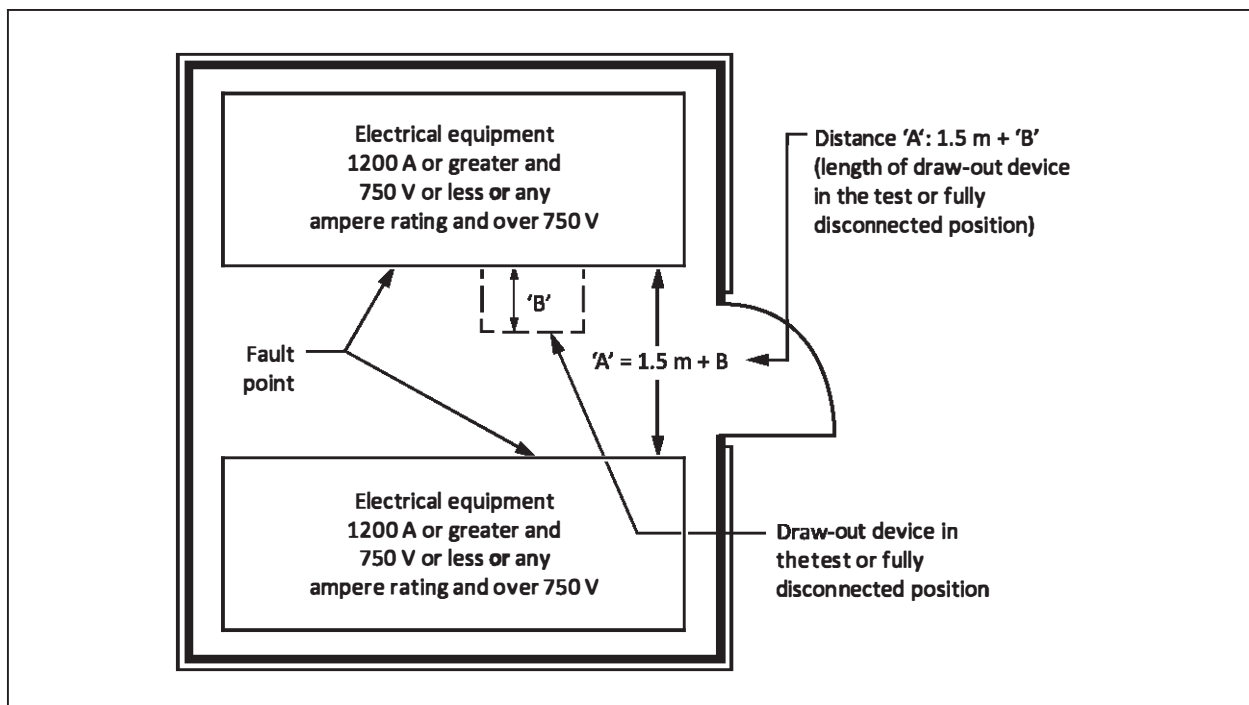 Electrical equipment
1200 A or greater and
750 V or less or any
ampere rating and over 750 V
Distance ‘A‘: 1.5 m + ‘B’
(length of draw-out device
in the test or fully
disconnected position)
‘B’
‘A’ = 1.5 m + B
Fault
point
Electrical equipment
1200 A or greater and
750 V or less or any
ampere rating and over 750 V
Draw-out device in
thetest or fully
disconnected position